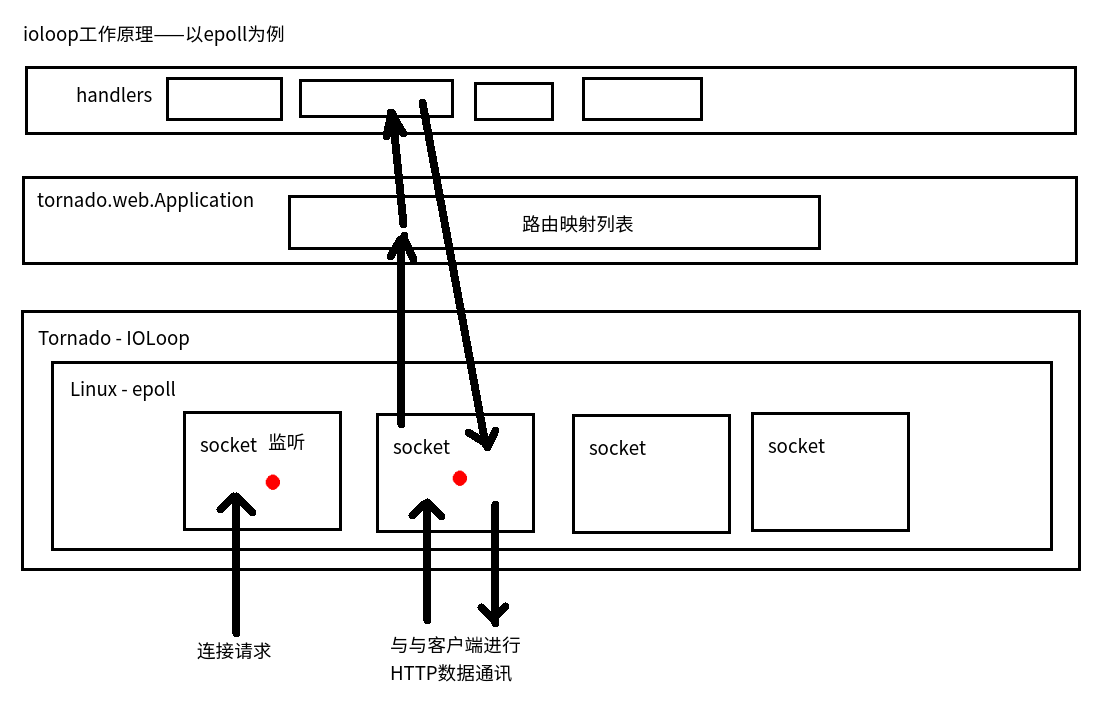 ioloop工作原理——以epoll为例
handlers
tornado.web.Application
路由映射列表
Tornado - IOLoop
Linux - epoll
socket 监听
socket
socket
socket
连接请求
与与客户端进行
HTTP数据通讯